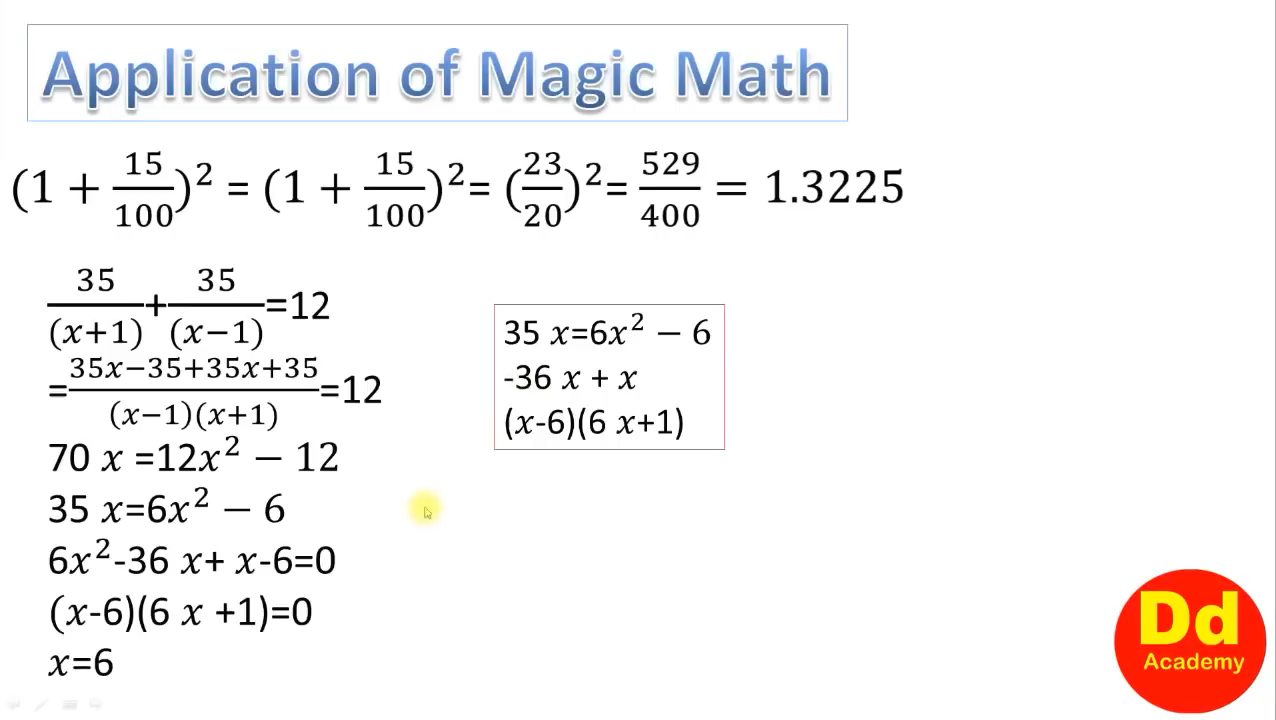 Application of Magic Math
(1 + 15/100)² = (1 + 15/100)²= (23/20)²= 529/400 = 1.3225
35/(x+1)+35/(x−1)=12
=35x−35+35x+35/(x−1)(x+1)=12
70 x =12x² − 12
35 x=6x² − 6
6x²-36 x+ x-6=0
(x-6)(6 x +1)=0
x=6
35 x=6x² − 6
-36 x + x
(x-6)(6 x+1)
Dd
Academy